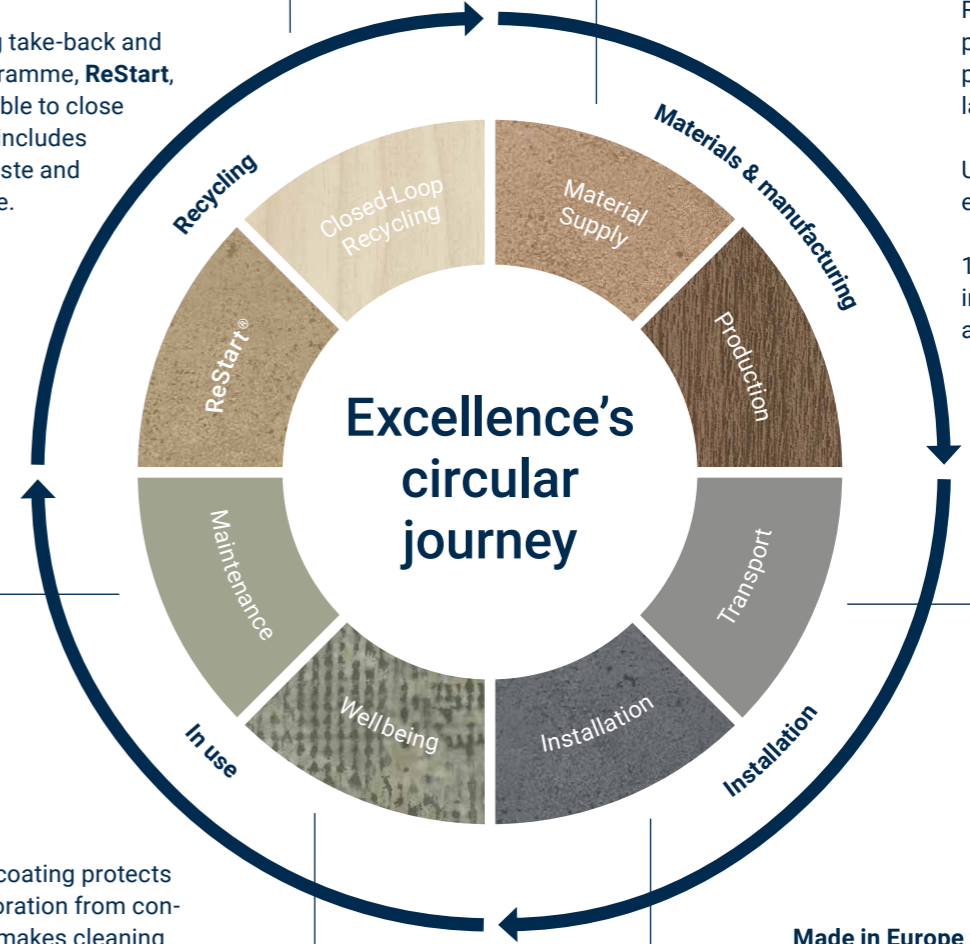 take-back and
ramme, ReStart,
ble to close
includes
ste and
e.
Recycling
Materials & manufacturing
Closed-Loop
Recycling
Material
Supply
ReStart®
Production
Excellence's
circular
journey
Maintenance
Transport
Wellbeing
Installation
In use
Installation
coating protects
oration from con-
makes cleaning
Made in Europe